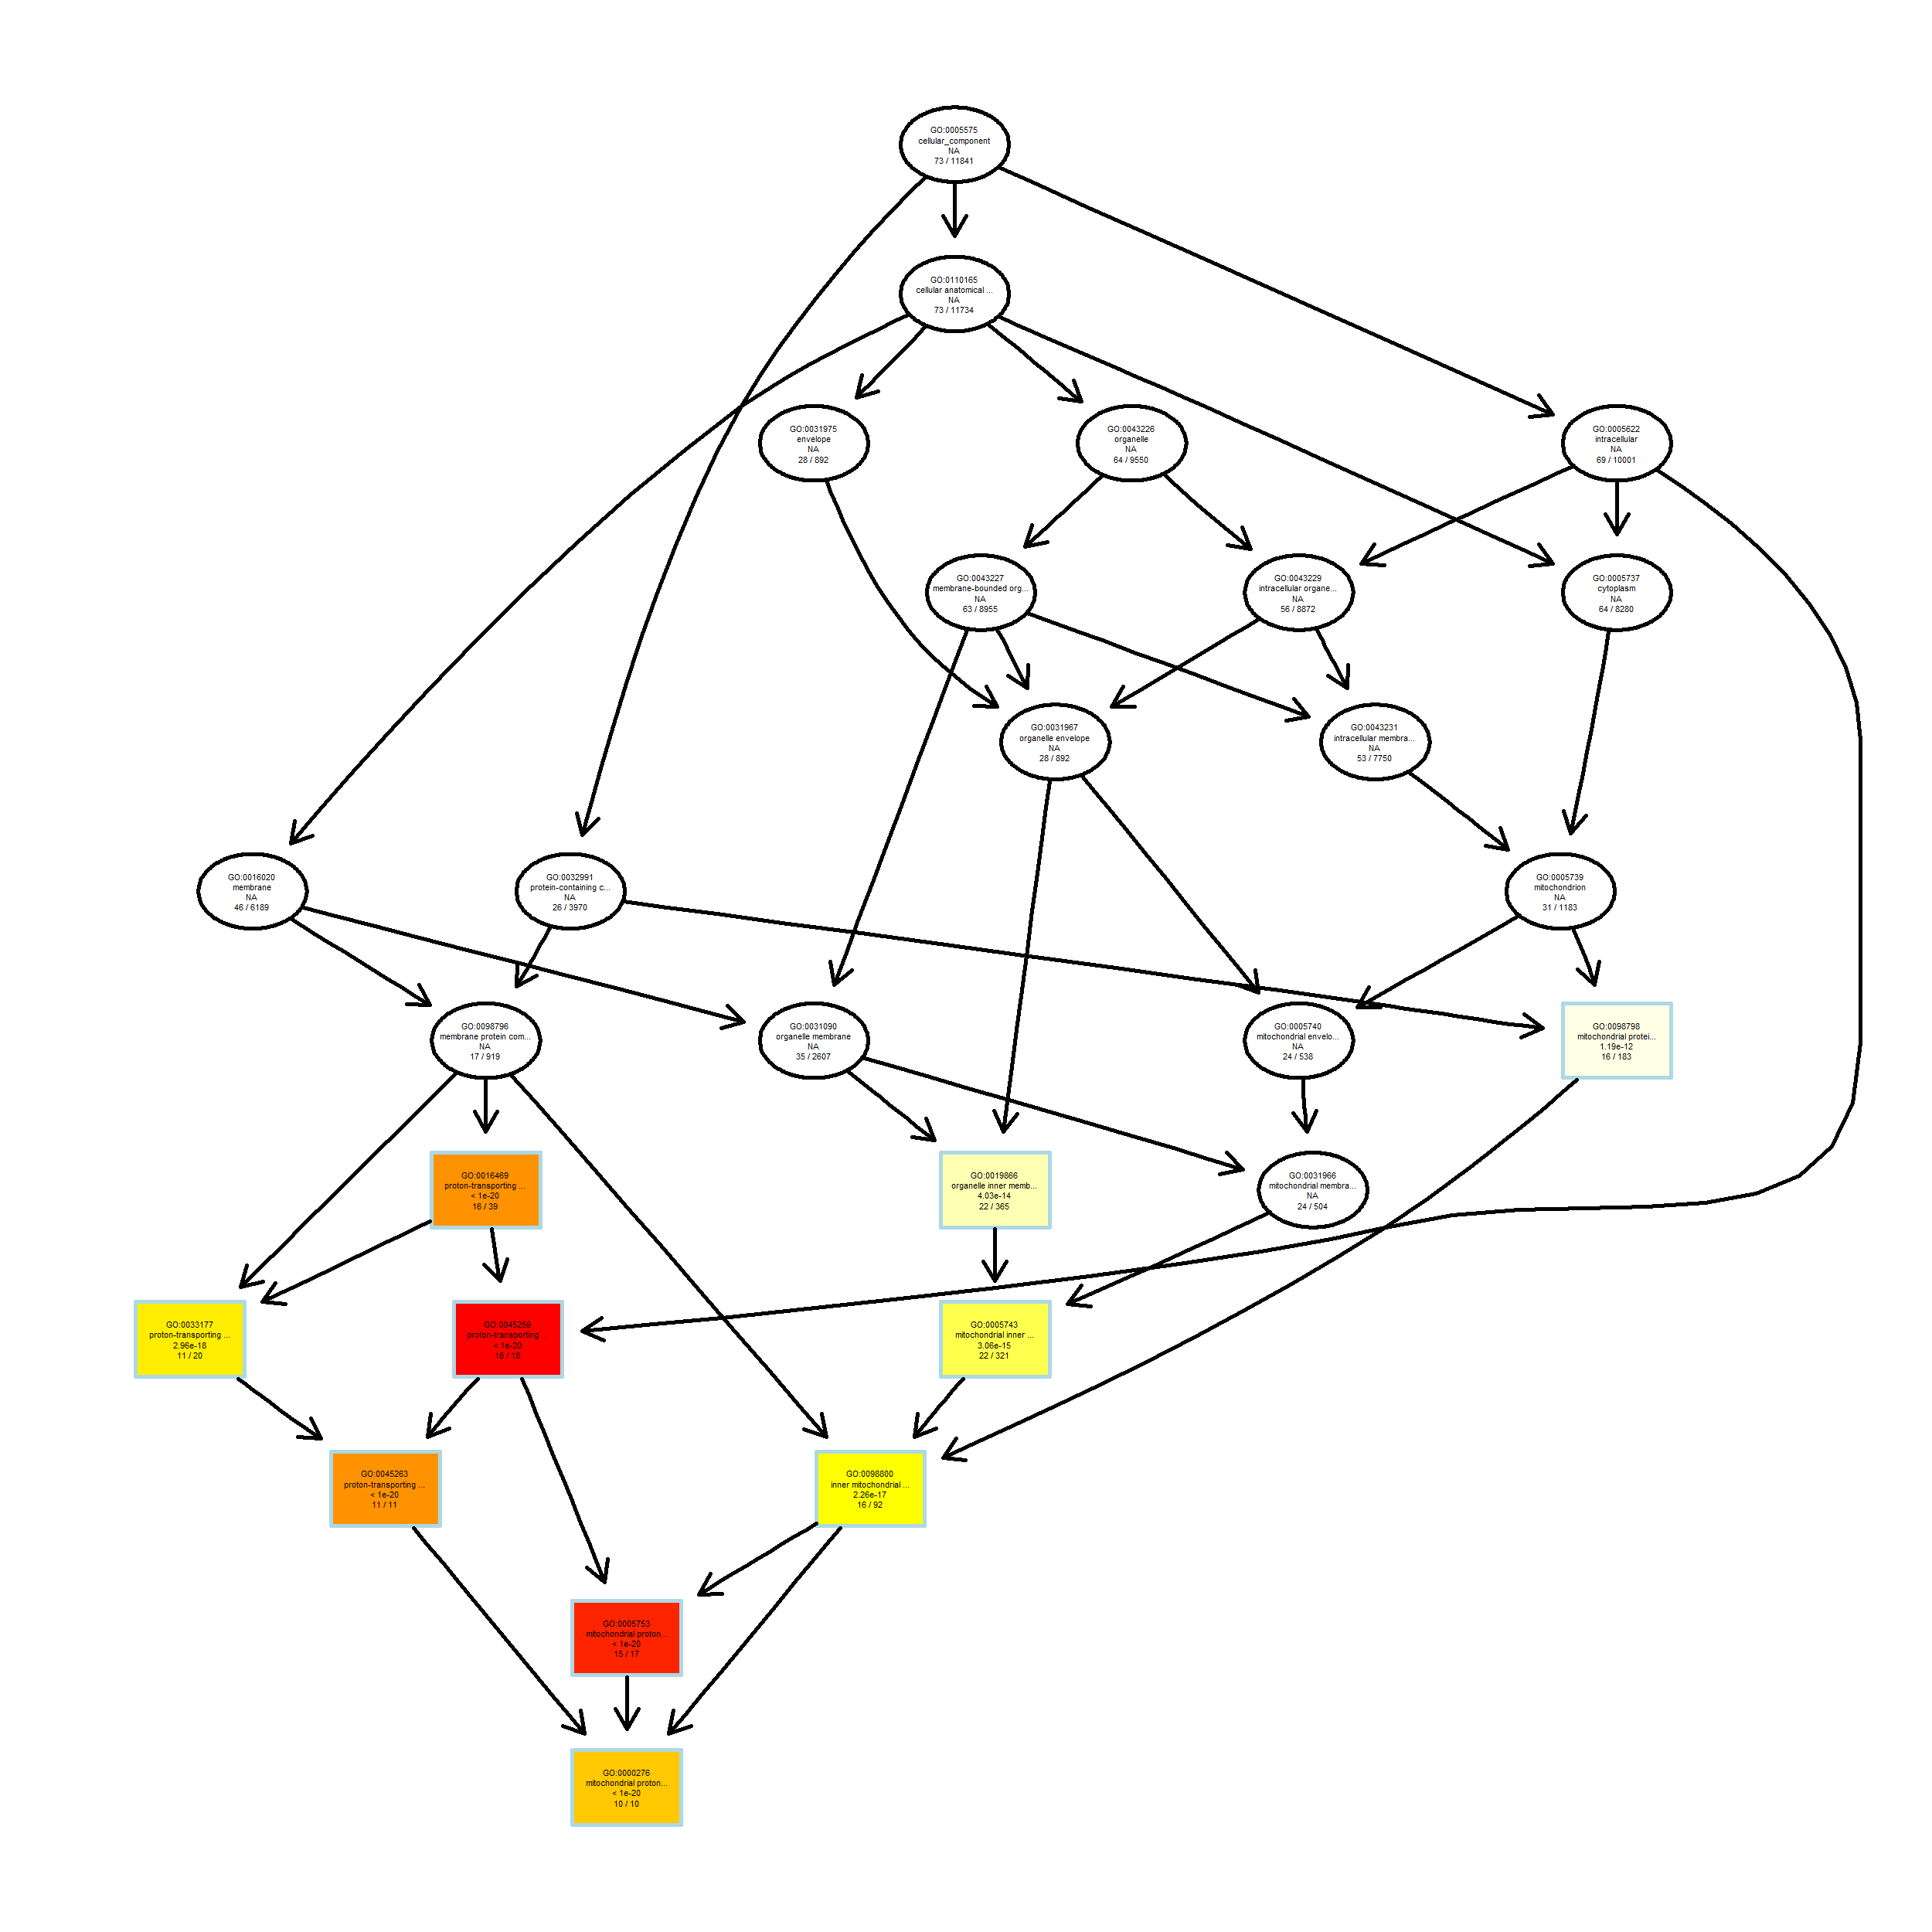 GO:0005575
cellular_component
NA
73 / 11841
GO:0110165
cellular anatomical ...
NA
73 / 11734
GO:0031975
envelope
NA
28 / 892
GO:0043226
organelle
NA
64 / 9550
GO:0005622
intracellular
NA
69 / 10001
GO:0043227
membrane-bounded org...
NA
63 / 8955
GO:0043229
intracellular organe...
NA
56 / 8872
GO:0005737
cytoplasm
NA
64 / 8280
GO:0031967
organelle envelope
NA
28 / 892
GO:0043231
intracellular membra...
NA
53 / 7750
GO:0016020
membrane
NA
46 / 6189
GO:0032991
protein-containing c...
NA
26 / 3970
GO:0005739
mitochondrion
NA
31 / 1183
GO:0098796
membrane protein com...
NA
17 / 919
GO:0031090
organelle membrane
NA
35 / 2607
GO:0005740
mitochondrial envelo...
NA
24 / 538
GO:0098798
mitochondrial protei...
1.19e-12
16 / 183
GO:0016469
proton-transporting ...
< 1e-20
16 / 39
GO:0019866
organelle inner memb...
4.03e-14
22 / 365
GO:0031966
mitochondrial membra...
NA
24 / 504
GO:0033177
proton-transporting ...
2.96e-18
11 / 20
GO:0045259
proton-transporting ...
< 1e-20
16 / 18
GO:0005743
mitochondrial inner ...
3.06e-15
22 / 321
GO:0045263
proton-transporting ...
< 1e-20
11 / 11
GO:0098800
inner mitochondrial ...
2.26e-17
16 / 92
GO:0005753
mitochondrial proton...
< 1e-20
15 / 17
GO:0000276
mitochondrial proton...
< 1e-20
10 / 10